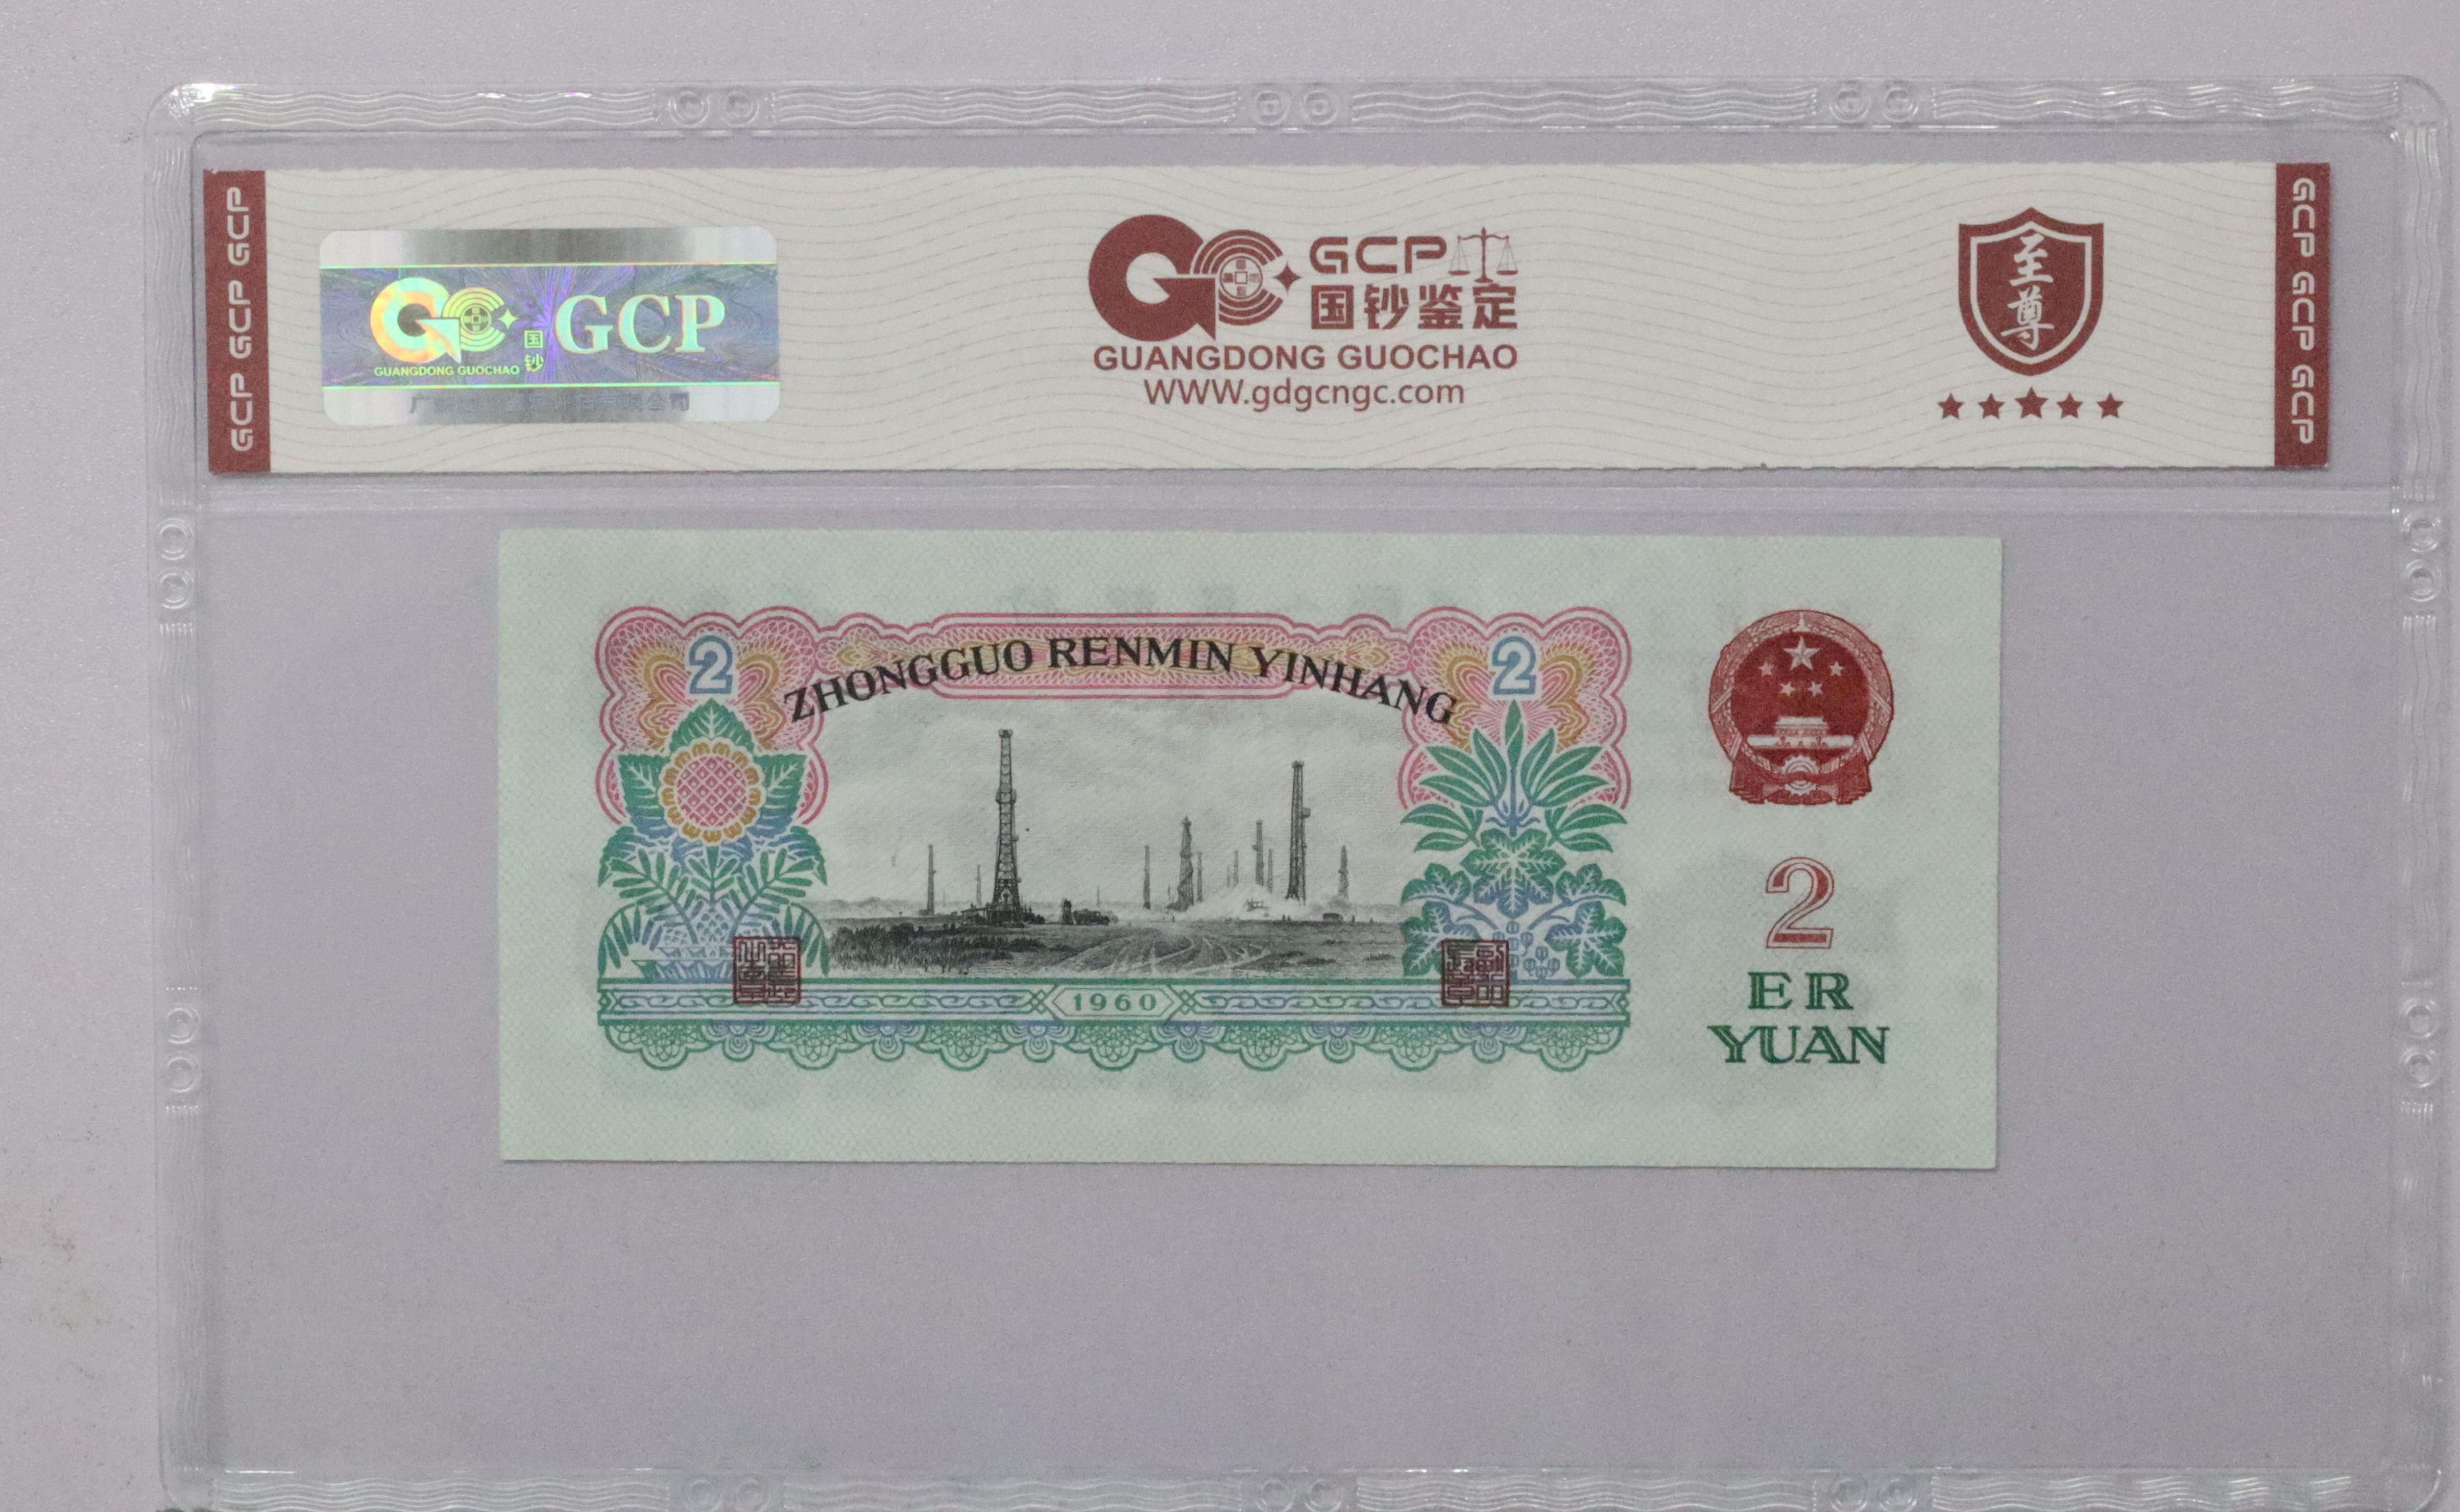 GCP GCP GCP
GCP
国钞
GUANGDONG GUOCHAO
GCP
国钞鉴定
GUANGDONG GUOCHAO
WWW.gdgcngc.com
至尊
GCP GCP GCP
ZHONGGUO RENMIN YINHANG
2
2
1960
2
ER
YUAN